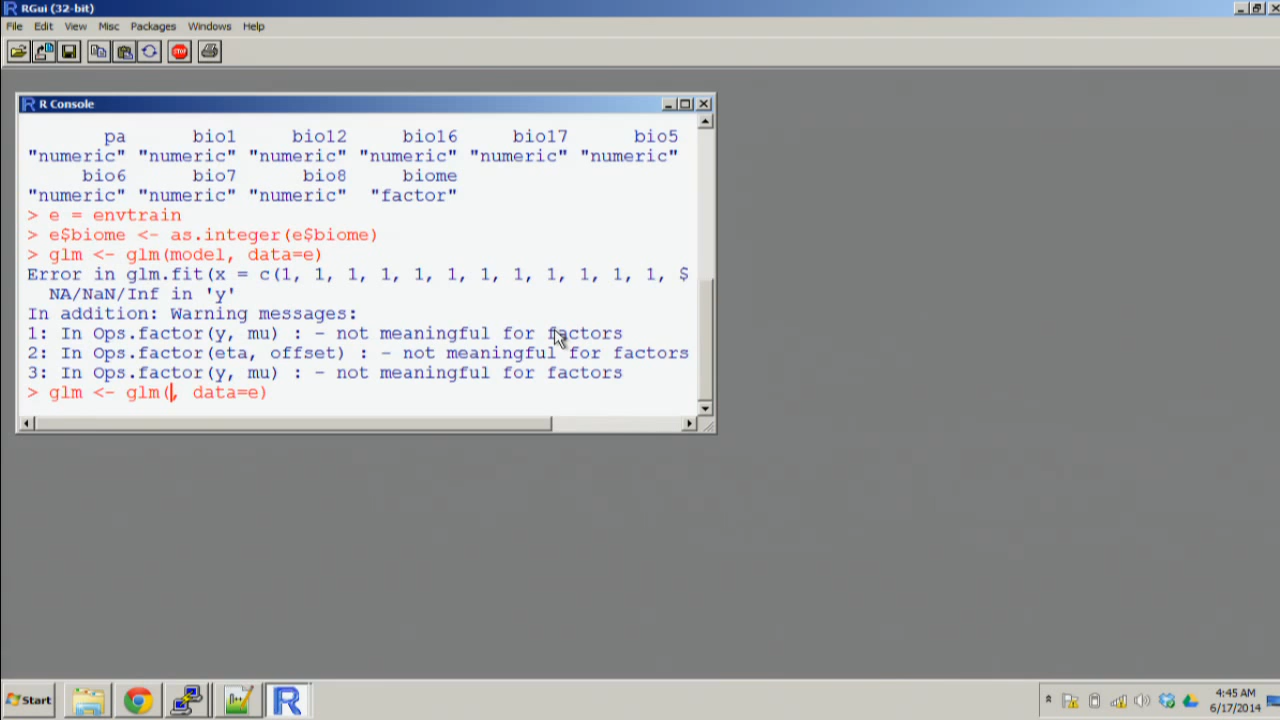 RGui (32-bit)
File Edit View Misc Packages Windows Help
STOP
R Console
pa bio1 bio12 bio16 bio17 bio5
"numeric" "numeric" "numeric" "numeric" "numeric" "numeric"
bio6 bio7 bio8 biome
"numeric" "numeric" "numeric" "factor"
> e = envtrain
> e$biome <- as.integer(e$biome)
> glm <- glm(model, data=e)
Error in glm.fit(x = c(1, 1, 1, 1, 1, 1, 1, 1, 1, 1, 1, 1, $
NA/NaN/Inf in 'y'
In addition: Warning messages:
1: In Ops.factor(y, mu) : - not meaningful for factors
2: In Ops.factor(eta, offset) : - not meaningful for factors
3: In Ops.factor(y, mu) : - not meaningful for factors
> glm <- glm(, data=e)
Start
4:45 AM
6/17/2014